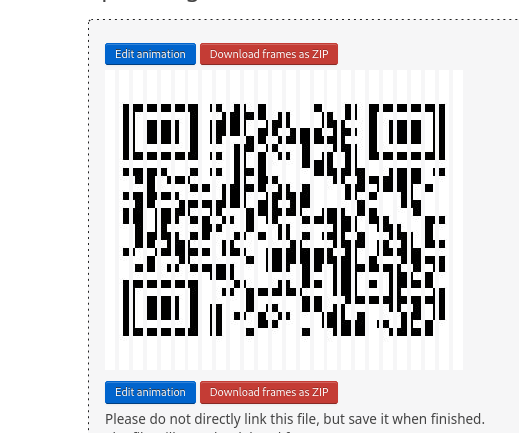 Edit animation
Download frames as ZIP
Edit animation
Download frames as ZIP
Please do not directly link this file, but save it when finished.